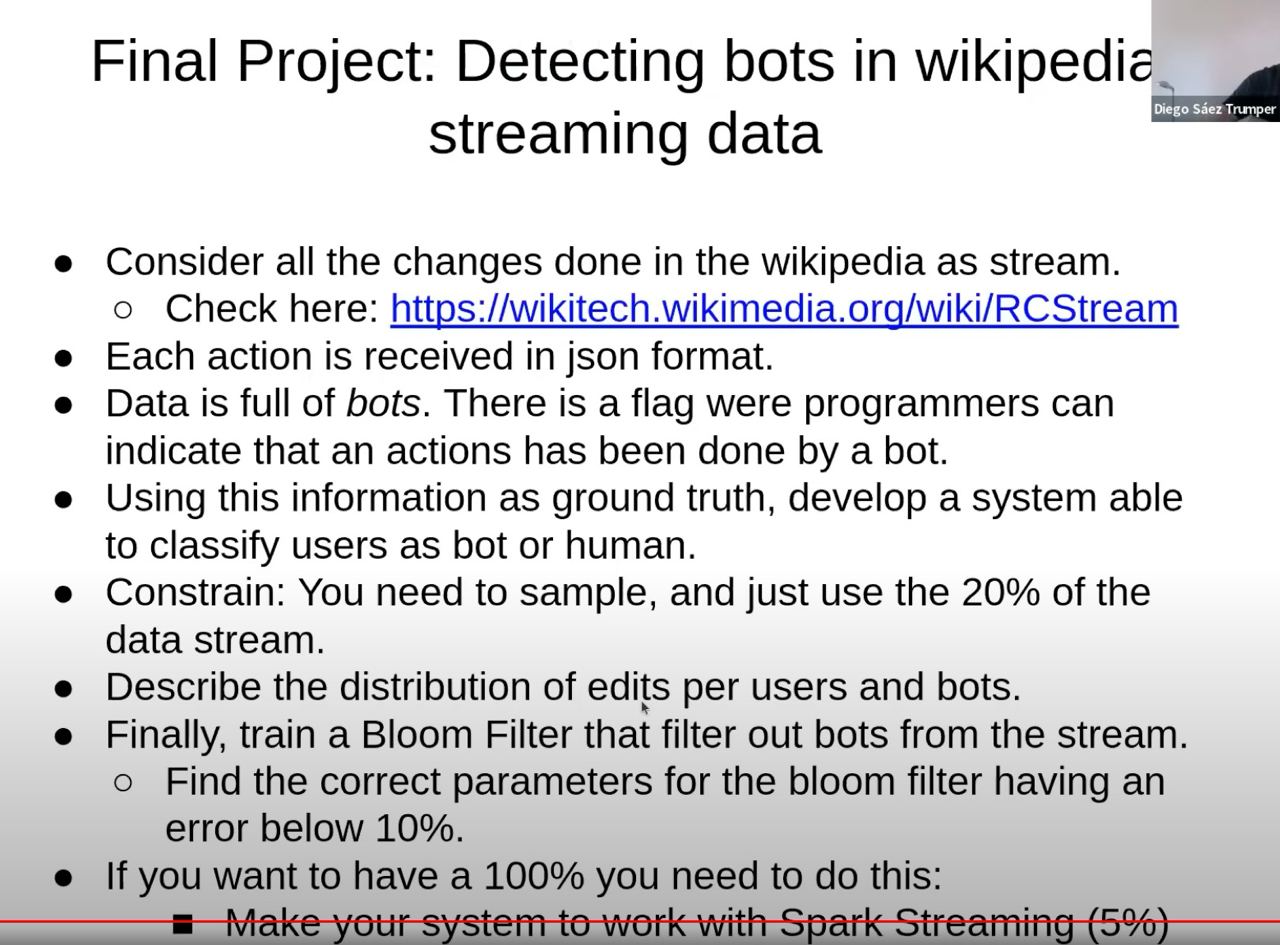 Final Project: Detecting bots in wikipedia
streaming data
Diego Sáez Trumper
● Consider all the changes done in the wikipedia as stream.
○ Check here: https://wikitech.wikimedia.org/wiki/RCStream
● Each action is received in json format.
● Data is full of bots. There is a flag were programmers can
indicate that an actions has been done by a bot.
● Using this information as ground truth, develop a system able
to classify users as bot or human.
● Constrain: You need to sample, and just use the 20% of the
data stream.
● Describe the distribution of edits per users and bots.
● Finally, train a Bloom Filter that filter out bots from the stream.
○ Find the correct parameters for the bloom filter having an
error below 10%.
● If you want to have a 100% you need to do this:
■ Make your system to work with Spark Streaming (5%)